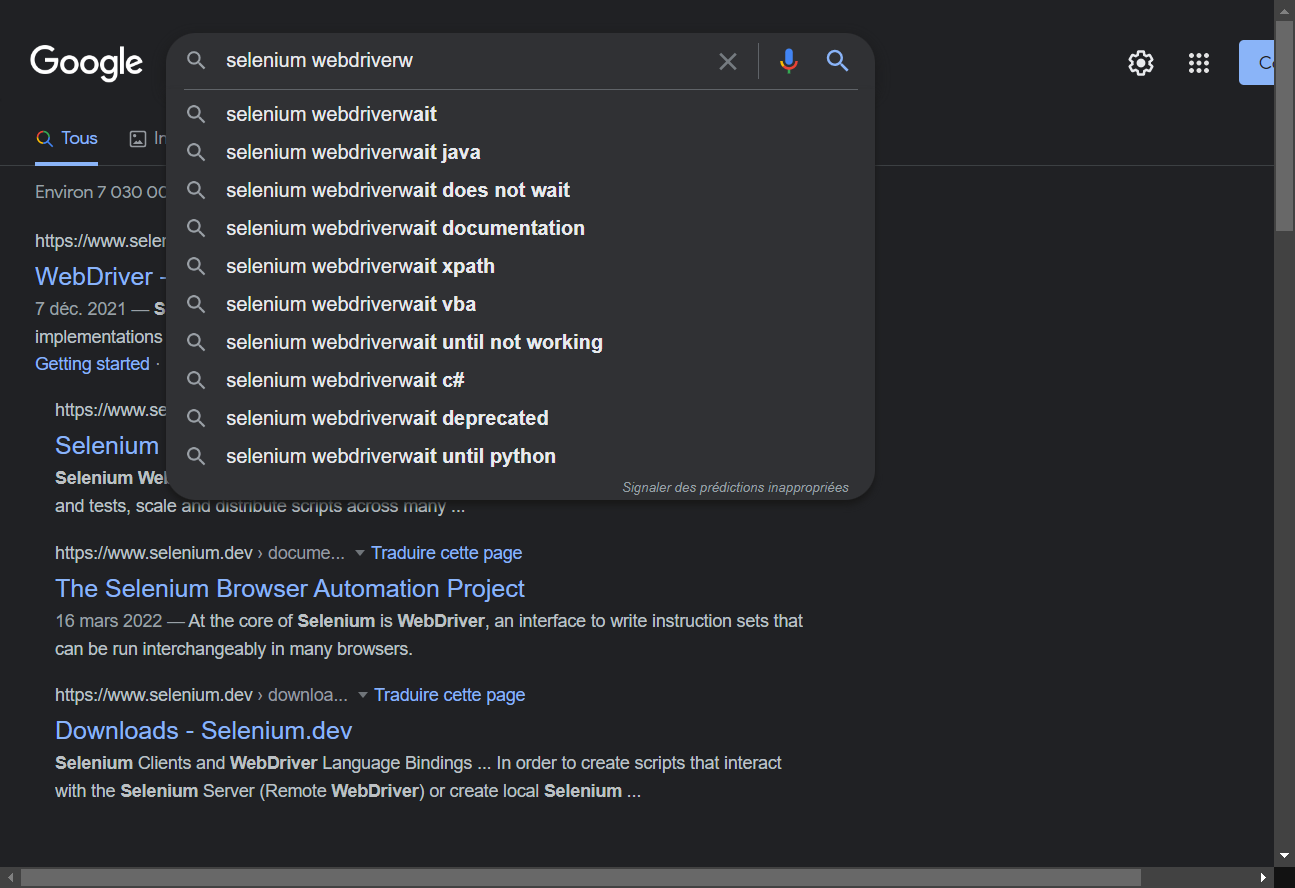 Google
selenium webdriverw
selenium webdriverwait
selenium webdriverwait java
selenium webdriverwait does not wait
selenium webdriverwait documentation
selenium webdriverwait xpath
selenium webdriverwait vba
selenium webdriverwait until not working
selenium webdriverwait c#
selenium webdriverwait deprecated
selenium webdriverwait until python
Signaler des prédictions inappropriées
Tous
Environ 7 030 00
https://www.seler
WebDriver -
7 déc. 2021 — S
implementations
Getting started ·
https://www.se
Selenium
Selenium Wel
and tests, scale and distribute scripts across many ...
https://www.selenium.dev › docume... Traduire cette page
The Selenium Browser Automation Project
16 mars 2022 — At the core of Selenium is WebDriver, an interface to write instruction sets that
can be run interchangeably in many browsers.
https://www.selenium.dev › downloa... Traduire cette page
Downloads - Selenium.dev
Selenium Clients and WebDriver Language Bindings ... In order to create scripts that interact
with the Selenium Server (Remote WebDriver) or create local Selenium ...